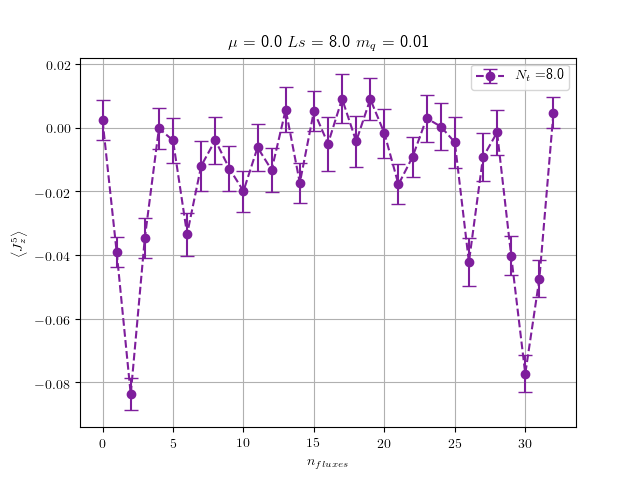 μ = 0.0 Ls = 8.0 m_q = 0.01
N_t =8.0
0.02
0.00
−0.02
−0.04
−0.06
−0.08
⟨J_z^5⟩
0 5 10 15 20 25 30
n_fluxes